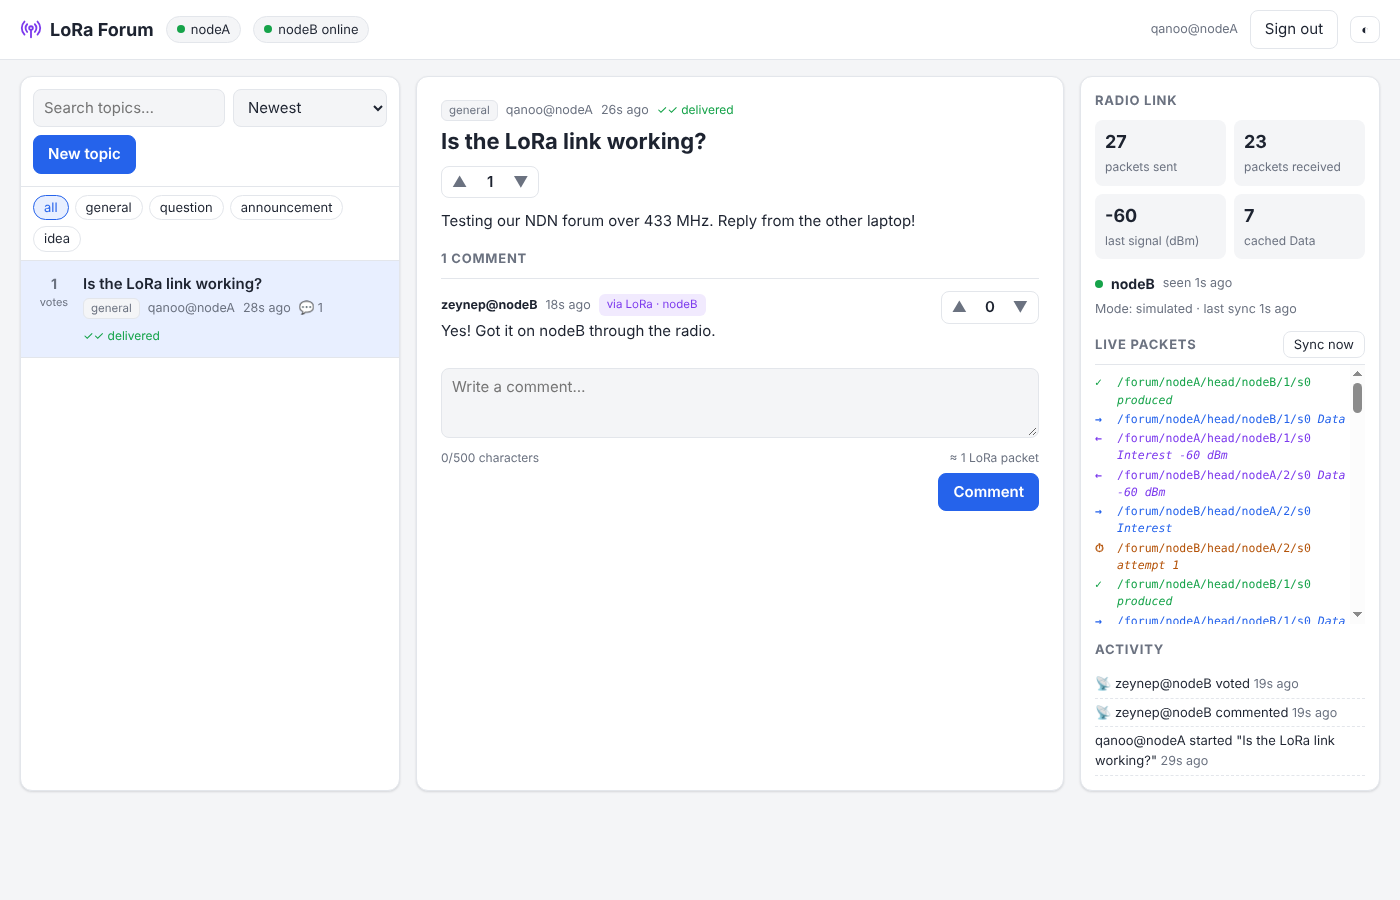 LoRa Forum
nodeA
nodeB online
qanoo@nodeA
Sign out
Search topics...
Newest
New topic
all
general
question
announcement
idea
1
votes
Is the LoRa link working?
general qanoo@nodeA 28s ago 💬 1
✓✓ delivered
general qanoo@nodeA 26s ago ✓✓ delivered
Is the LoRa link working?
▲ 1 ▼
Testing our NDN forum over 433 MHz. Reply from the other laptop!
1 COMMENT
zeynep@nodeB 18s ago via LoRa · nodeB
▲ 0 ▼
Yes! Got it on nodeB through the radio.
Write a comment...
0/500 characters
≈ 1 LoRa packet
Comment
RADIO LINK
27
packets sent
23
packets received
-60
last signal (dBm)
7
cached Data
nodeB seen 1s ago
Mode: simulated · last sync 1s ago
LIVE PACKETS
Sync now
✓ /forum/nodeA/head/nodeB/1/s0
produced
→ /forum/nodeA/head/nodeB/1/s0 Data
← /forum/nodeA/head/nodeB/1/s0
Interest -60 dBm
← /forum/nodeB/head/nodeA/2/s0 Data
-60 dBm
→ /forum/nodeB/head/nodeA/2/s0
Interest
⏱ /forum/nodeB/head/nodeA/2/s0
attempt 1
✓ /forum/nodeA/head/nodeB/1/s0
produced
→ /forum/nodeA/head/nodeB/1/s0 Data
ACTIVITY
📡 zeynep@nodeB voted 19s ago
📡 zeynep@nodeB commented 19s ago
qanoo@nodeA started "Is the LoRa link
working?" 29s ago